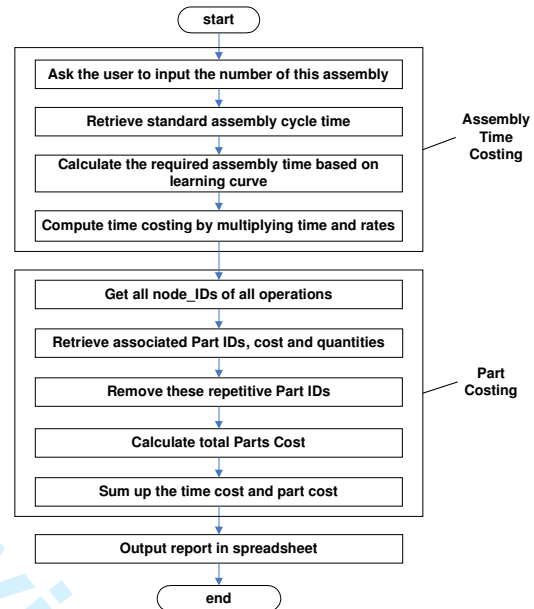 start
Ask the user to input the number of this assembly
Retrieve standard assembly cycle time
Calculate the required assembly time based on
learning curve
Compute time costing by multiplying time and rates
Assembly
Time
Costing
Get all node_IDs of all operations
Retrieve associated Part IDs, cost and quantities
Remove these repetitive Part IDs
Calculate total Parts Cost
Sum up the time cost and part cost
Part
Costing
Output report in spreadsheet
end